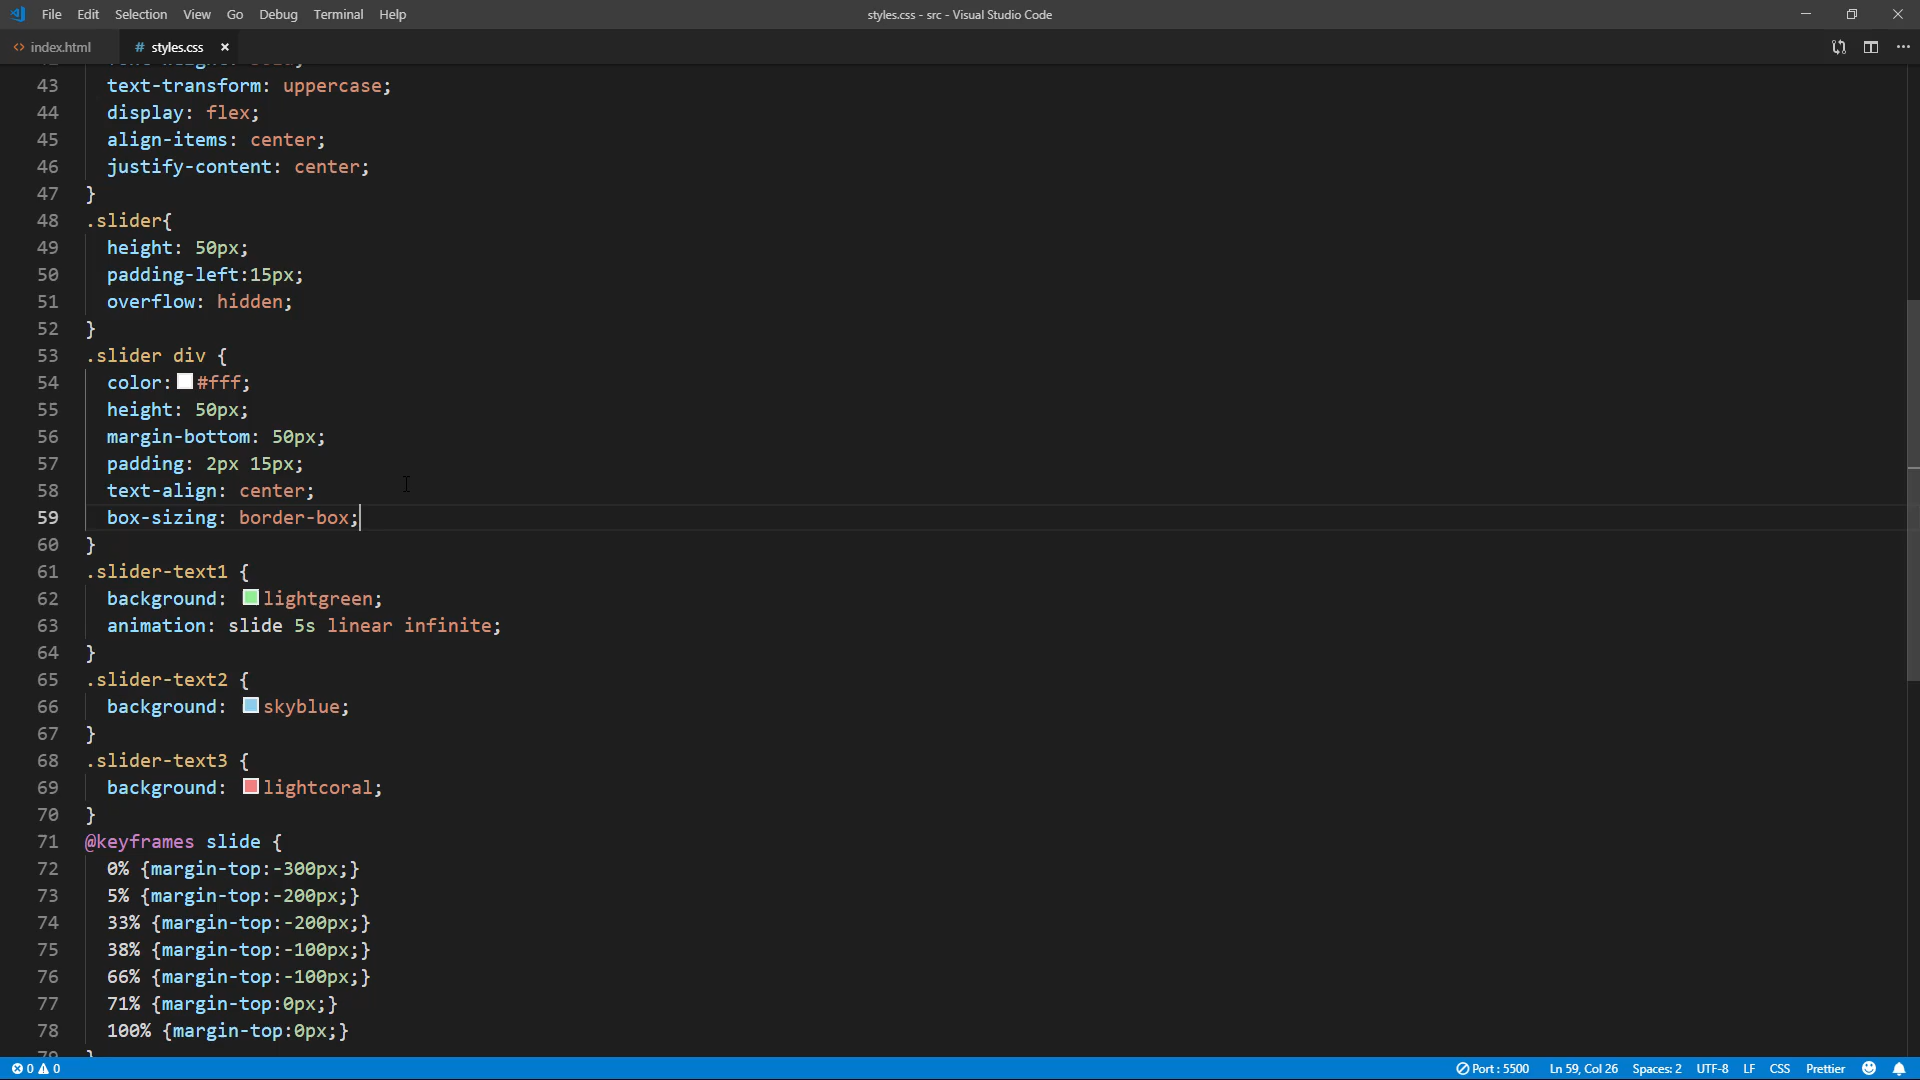 File Edit Selection View Go Debug Terminal Help styles.css - src - Visual Studio Code
<> index.html # styles.css ×
43 text-transform: uppercase;
44 display: flex;
45 align-items: center;
46 justify-content: center;
47 }
48 .slider{
49 height: 50px;
50 padding-left:15px;
51 overflow: hidden;
52 }
53 .slider div {
54 color: #fff;
55 height: 50px;
56 margin-bottom: 50px;
57 padding: 2px 15px;
58 text-align: center;
59 box-sizing: border-box;
60 }
61 .slider-text1 {
62 background: lightgreen;
63 animation: slide 5s linear infinite;
64 }
65 .slider-text2 {
66 background: skyblue;
67 }
68 .slider-text3 {
69 background: lightcoral;
70 }
71 @keyframes slide {
72 0% {margin-top:-300px;}
73 5% {margin-top:-200px;}
74 33% {margin-top:-200px;}
75 38% {margin-top:-100px;}
76 66% {margin-top:-100px;}
77 71% {margin-top:0px;}
78 100% {margin-top:0px;}
0 0 Port : 5500 Ln 59, Col 26 Spaces: 2 UTF-8 LF CSS Prettier